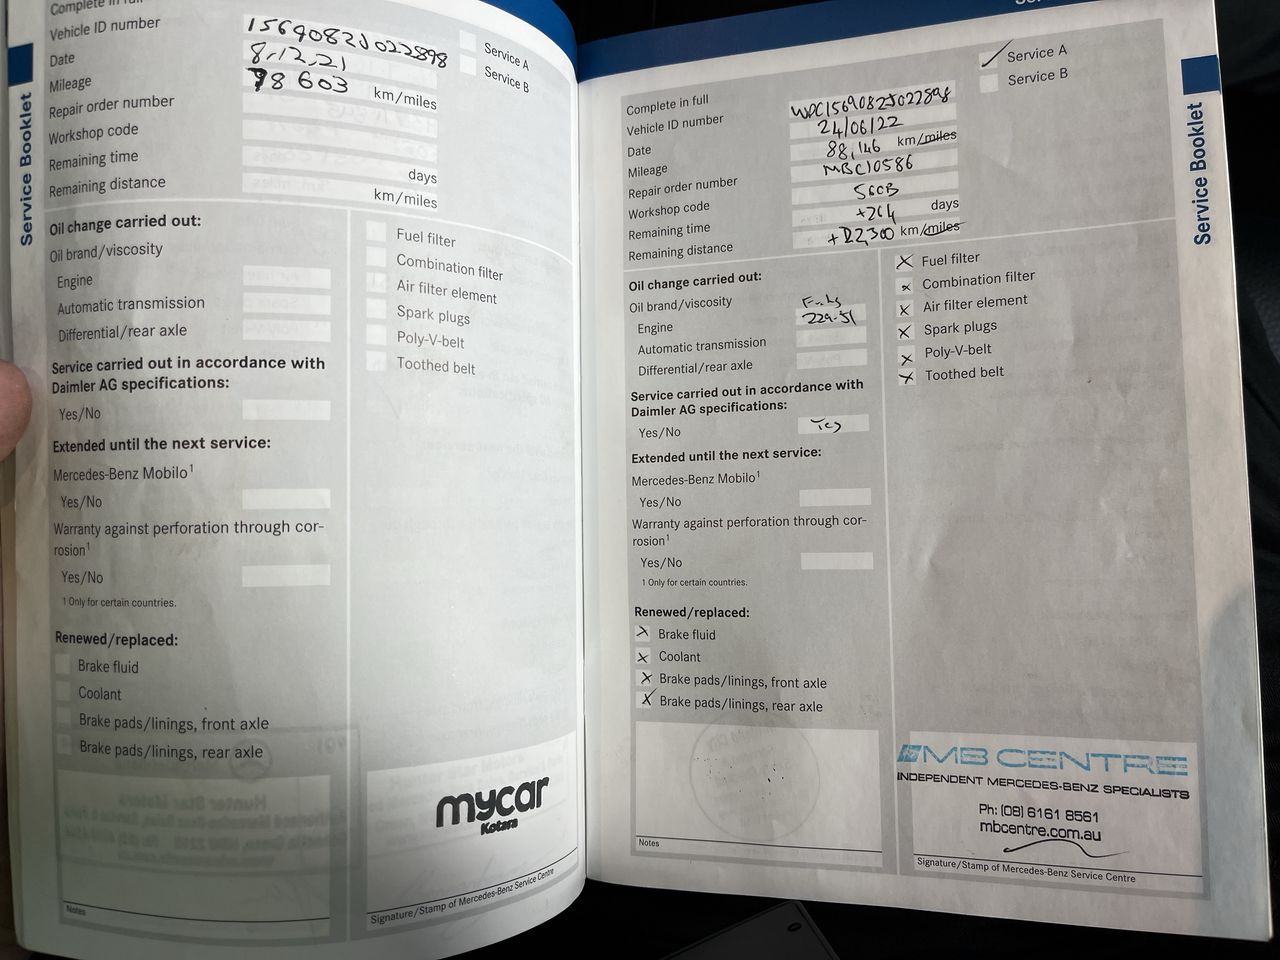 Service Booklet
Complete in full
Vehicle ID number 1569082J022898
Date 8.12.21
Mileage 78603 km/miles
Repair order number
Workshop code
Remaining time days
Remaining distance km/miles
Service A
Service B
Oil change carried out:
Oil brand/viscosity
Engine
Automatic transmission
Differential/rear axle
Service carried out in accordance with
Daimler AG specifications:
Yes/No
Extended until the next service:
Mercedes-Benz Mobilo1
Yes/No
Warranty against perforation through cor-
rosion1
Yes/No
1 Only for certain countries.
Renewed/replaced:
Brake fluid
Coolant
Brake pads/linings, front axle
Brake pads/linings, rear axle
Notes
Fuel filter
Combination filter
Air filter element
Spark plugs
Poly-V-belt
Toothed belt
mycar
Kotara
Signature/Stamp of Mercedes-Benz Service Centre
Service A
Service B
Complete in full
Vehicle ID number WDC1569082J022898
Date 24/06/22
Mileage 88,146 km/miles
Repair order number MBC10586
Workshop code
Remaining time +264 days
Remaining distance km/miles
Oil change carried out:
Oil brand/viscosity
Engine 229.51
Automatic transmission
Differential/rear axle
Service carried out in accordance with
Daimler AG specifications:
Yes/No Yes
Extended until the next service:
Mercedes-Benz Mobilo1
Yes/No
Warranty against perforation through cor-
rosion1
Yes/No
1 Only for certain countries.
Renewed/replaced:
Brake fluid
Coolant
Brake pads/linings, front axle
Brake pads/linings, rear axle
Notes
Fuel filter
Combination filter
Air filter element
Spark plugs
Poly-V-belt
Toothed belt
MB CENTRE
INDEPENDENT MERCEDES-BENZ SPECIALISTS
Ph: (08) 6161 8561
mbcentre.com.au
Signature/Stamp of Mercedes-Benz Service Centre
Service Booklet